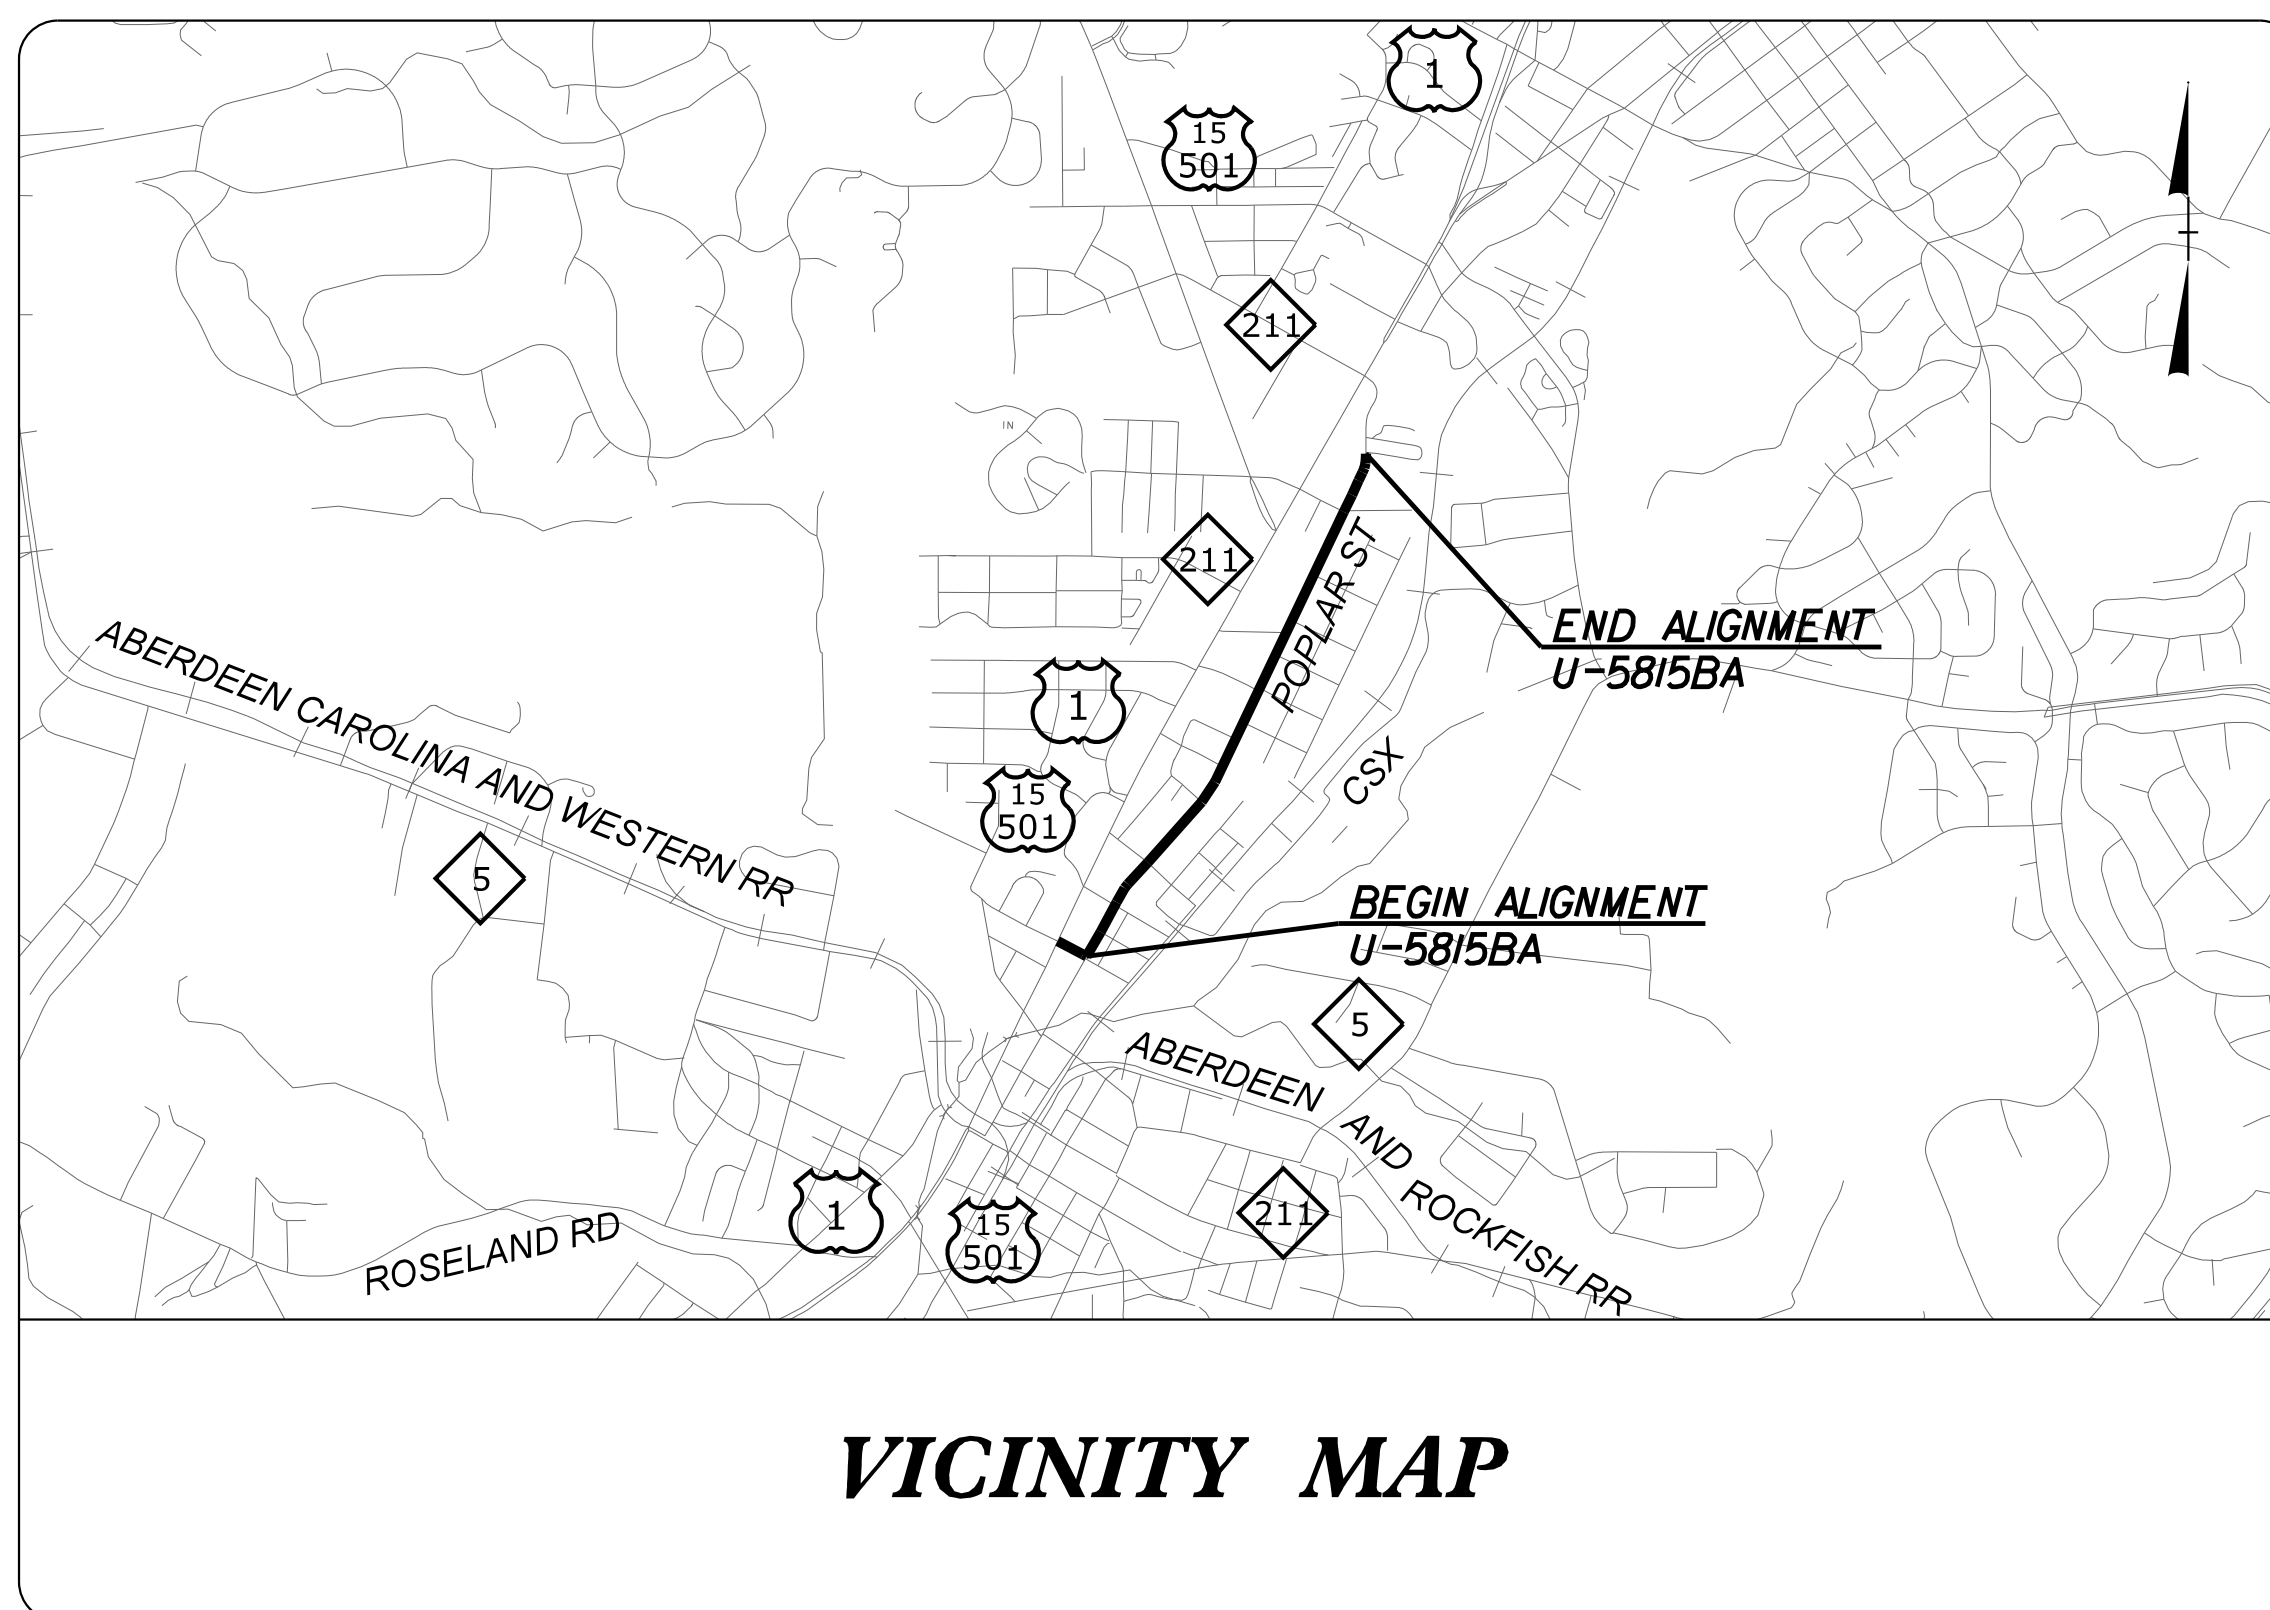 1
15
501
211
IN
211
POPLAR ST
END ALIGNMENT
U-5815BA
ABERDEEN CAROLINA AND WESTERN RR
1
CSX
15
501
5
BEGIN ALIGNMENT
U-5815BA
5
ABERDEEN AND ROCKFISH RR
1
15
501
211
ROSELAND RD
VICINITY MAP